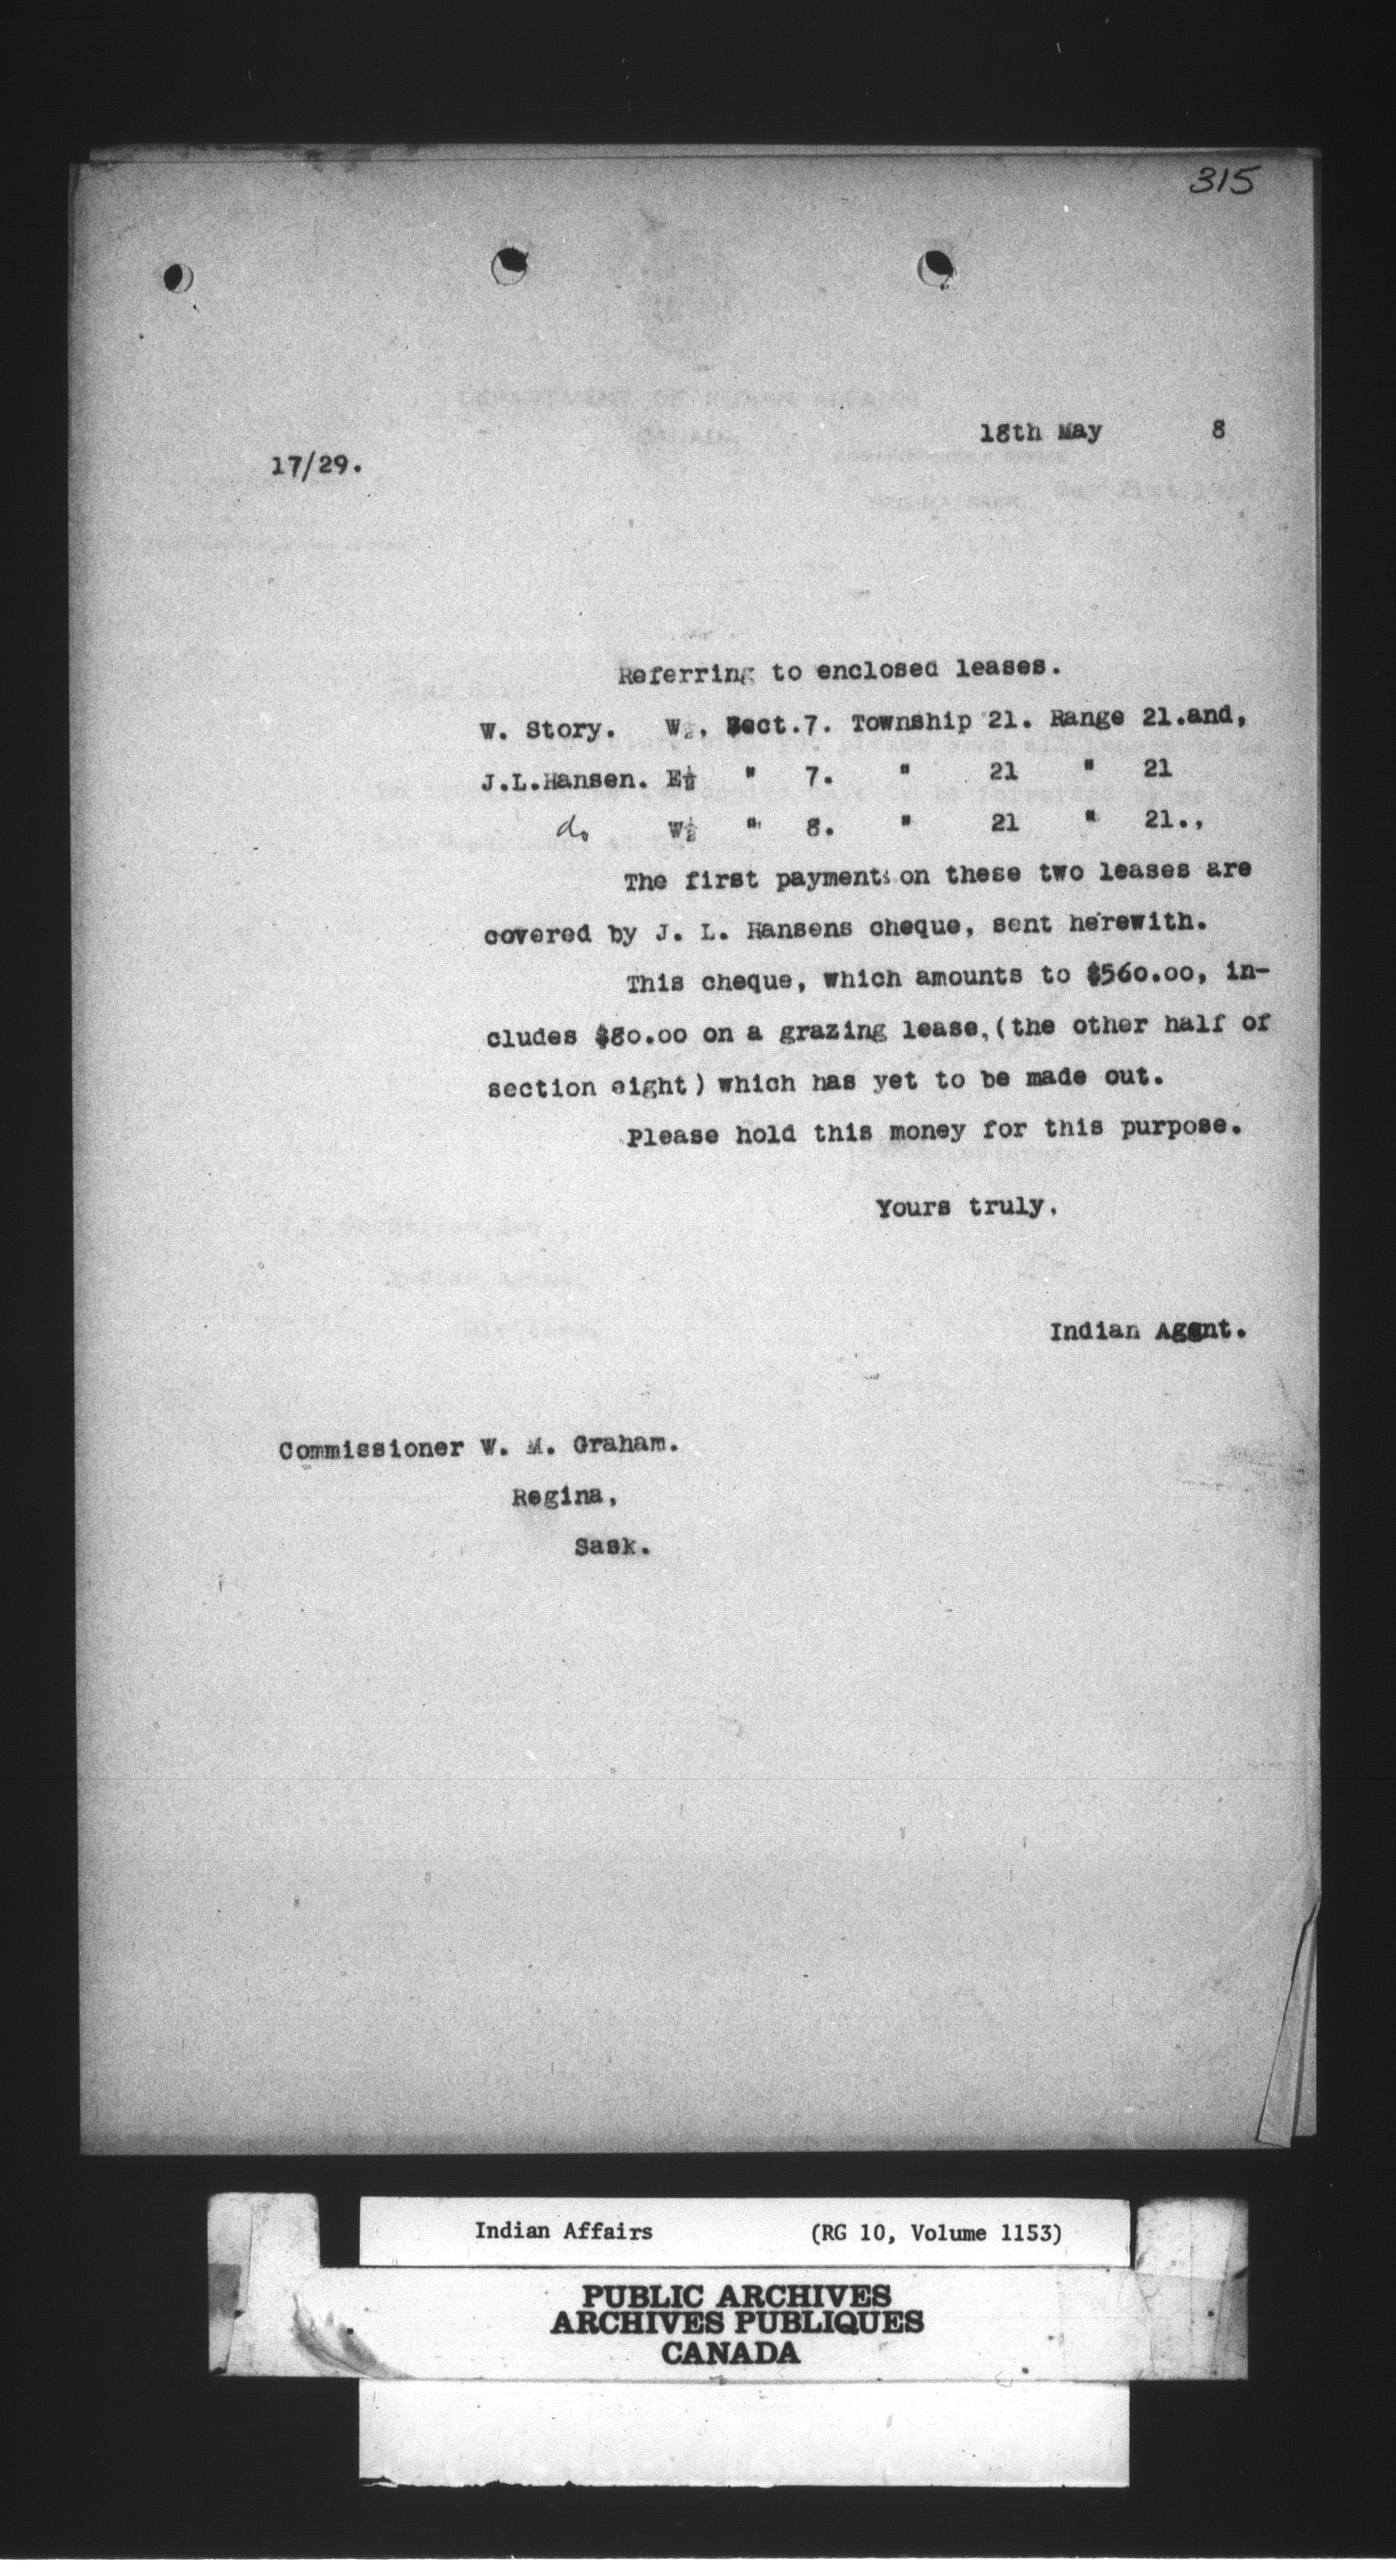 315
18th May 8
17/29.
Referring to enclosed leases.
W. Story. W½, Sect.7. Township 21. Range 21.and,
J.L.Hansen. E½ " 7. " 21 " 21
do W½ " 8. " 21 " 21.,
The first payments on these two leases are
covered by J. L. Hansens cheque, sent herewith.
This cheque, which amounts to $560.00, in-
cludes $80.00 on a grazing lease,(the other half of
section eight) which has yet to be made out.
Please hold this money for this purpose.
Yours truly,
Indian Agent.
Commissioner W. M. Graham.
Regina,
Sask.
Indian Affairs (RG 10, Volume 1153)
PUBLIC ARCHIVES
ARCHIVES PUBLIQUES
CANADA